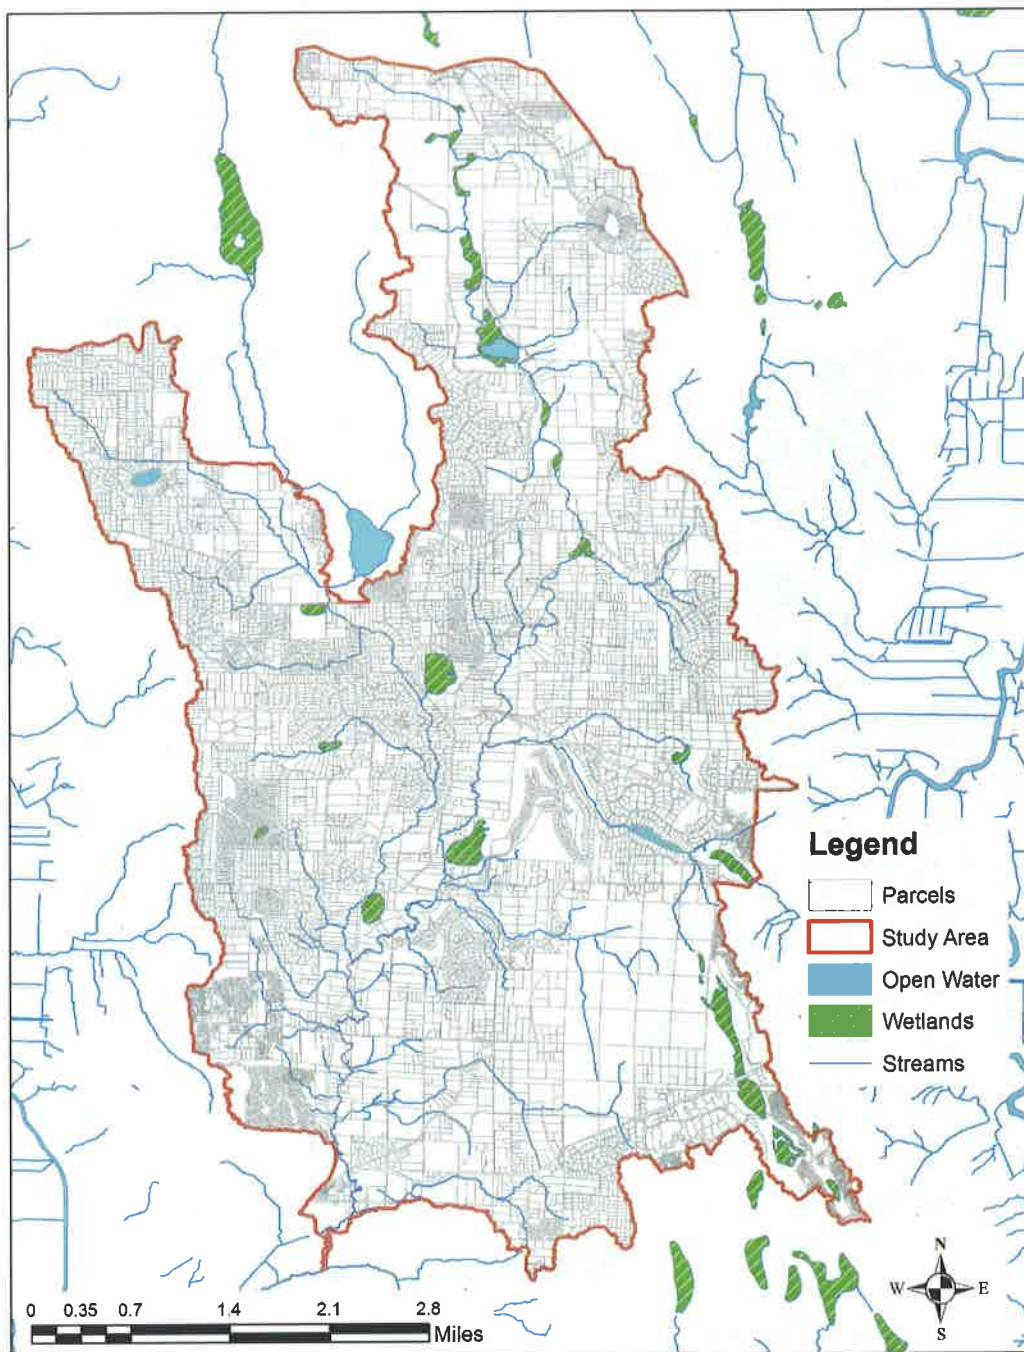 Legend
Parcels
Study Area
Open Water
Wetlands
Streams
N
W E
S
0 0.35 0.7 1.4 2.1 2.8
Miles